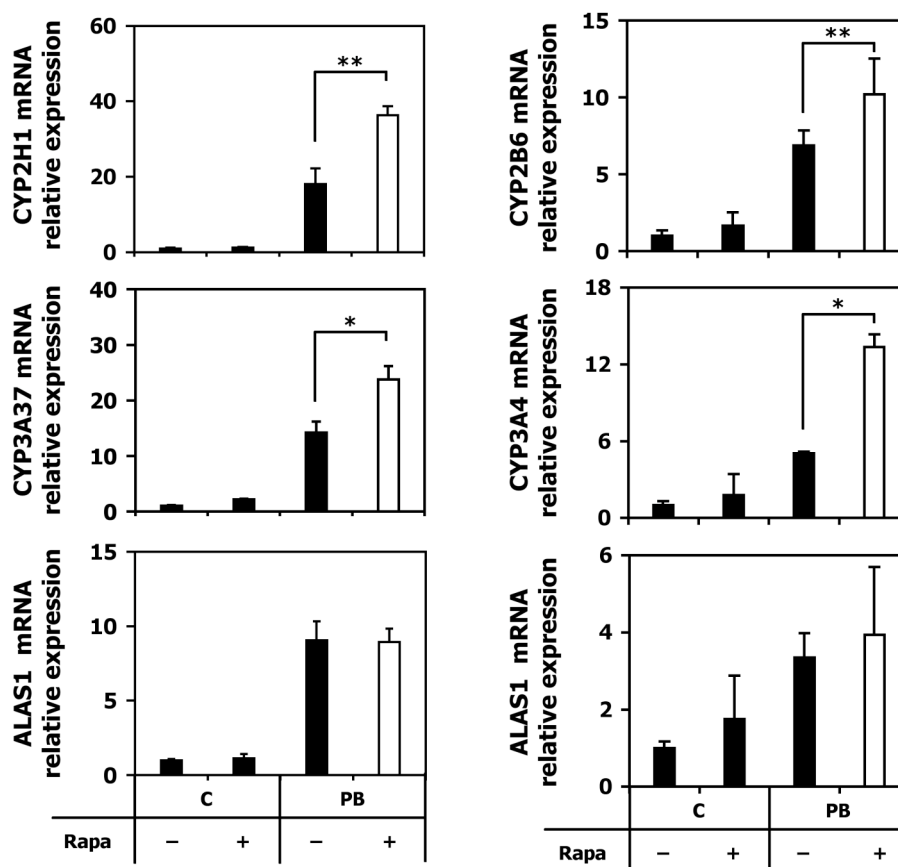 CYP2H1 mRNA
relative expression
60
40
20
0
**
CYP2B6 mRNA
relative expression
15
10
5
0
**
CYP3A37 mRNA
relative expression
40
30
20
10
0
*
CYP3A4 mRNA
relative expression
18
12
6
0
*
ALAS1 mRNA
relative expression
15
10
5
0
ALAS1 mRNA
relative expression
6
4
2
0
C PB
Rapa − + − +
C PB
Rapa − + − +